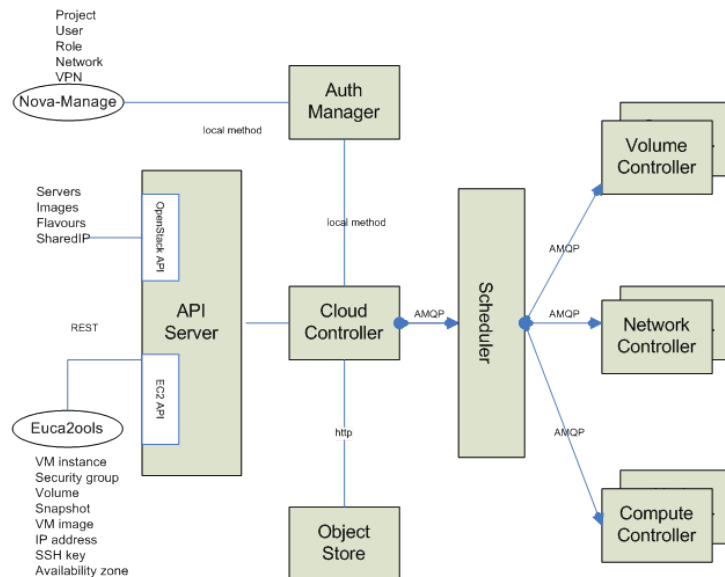 Project
User
Role
Network
VPN
Nova-Manage
Auth
Manager
local method
Servers
Images
Flavours
SharedIP
OpenStack API
local method
API
Server
REST
EC2 API
Cloud
Controller
AMQP
Scheduler
AMQP
Volume
Controller
AMQP
Network
Controller
AMQP
Compute
Controller
http
Object
Store
Euca2ools
VM instance
Security group
Volume
Snapshot
VM image
IP address
SSH key
Availability zone